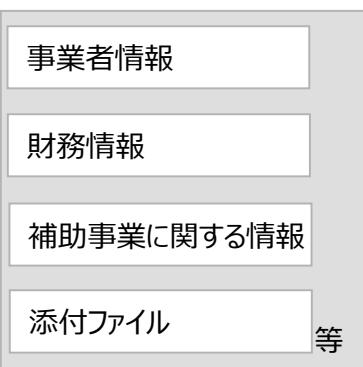 事業者情報
財務情報
補助事業に関する情報
添付ファイル
等